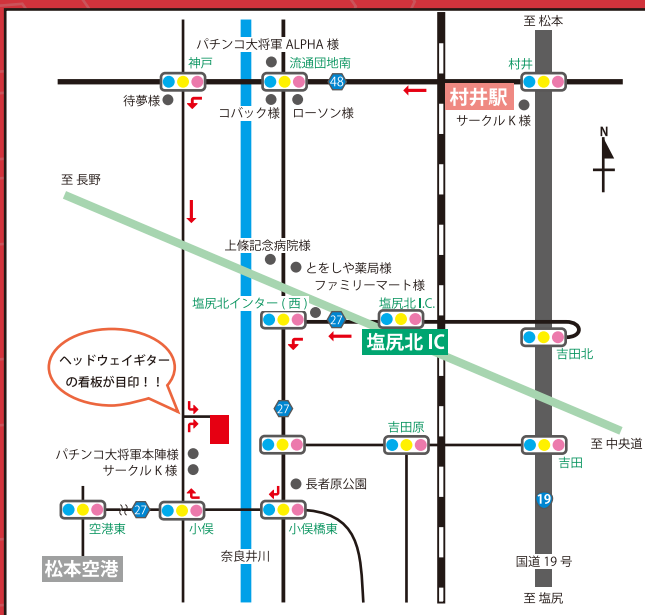 至 松本
パチンコ大将軍 ALPHA 様
神戸
流通団地南
村井
48
待夢様
コバック様
ローソン様
村井駅
サークル K 様
N
至 長野
上條記念病院様
とをしや薬局様
ファミリーマート様
塩尻北インター ( 西 )
塩尻北 I.C.
27
塩尻北 IC
吉田北
ヘッドウェイギター
の看板が目印！！
27
吉田原
至 中央道
パチンコ大将軍本陣様
サークル K 様
吉田
長者原公園
19
27
空港東
小俣
小俣橋東
松本空港
奈良井川
国道 19 号
至 塩尻